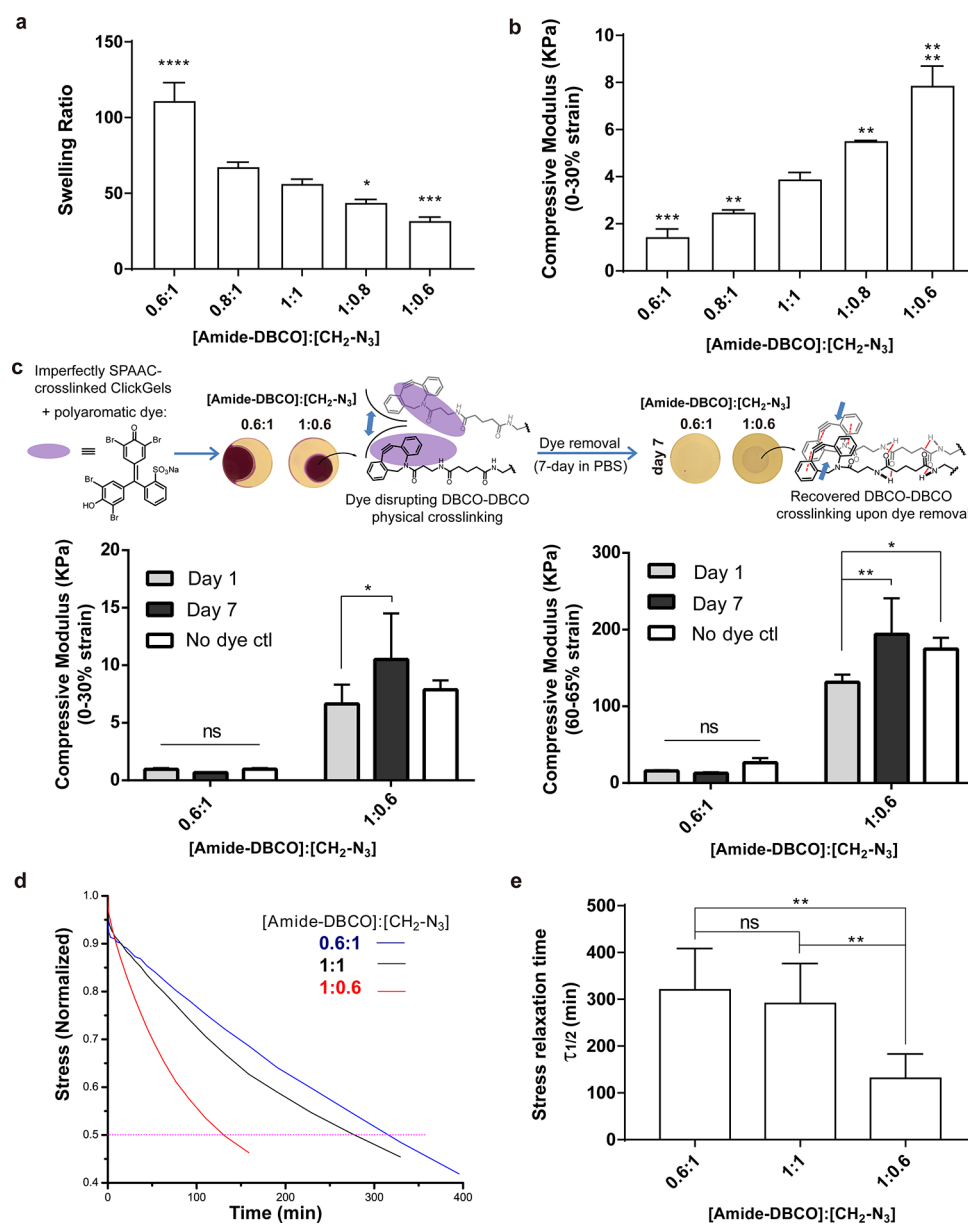 a
Swelling Ratio
150
100
50
0
****
*
***
0.6:1
0.8:1
1:1
1:0.8
1:0.6
[Amide-DBCO]:[CH₂-N₃]
b
Compressive Modulus (KPa)
(0-30% strain)
10
8
6
4
2
0
***
**
**
**
**
0.6:1
0.8:1
1:1
1:0.8
1:0.6
[Amide-DBCO]:[CH₂-N₃]
c
Imperfectly SPAAC-
crosslinked ClickGels
+ polyaromatic dye:
O
Br
Br
SO₃Na
Br
HO
Br
[Amide-DBCO]:[CH₂-N₃]
0.6:1
1:0.6
Dye disrupting DBCO-DBCO
physical crosslinking
Dye removal
(7-day in PBS)
[Amide-DBCO]:[CH₂-N₃]
0.6:1
1:0.6
day 7
Recovered DBCO-DBCO
crosslinking upon dye removal
Compressive Modulus (KPa)
(0-30% strain)
20
15
10
5
0
Day 1
Day 7
No dye ctl
ns
*
0.6:1
1:0.6
[Amide-DBCO]:[CH₂-N₃]
Compressive Modulus (KPa)
(60-65% strain)
300
200
100
0
Day 1
Day 7
No dye ctl
ns
**
*
0.6:1
1:0.6
[Amide-DBCO]:[CH₂-N₃]
d
Stress (Normalized)
1.0
0.9
0.8
0.7
0.6
0.5
0.4
[Amide-DBCO]:[CH₂-N₃]
0.6:1
1:1
1:0.6
0
100
200
300
400
Time (min)
e
Stress relaxation time
τ1/2 (min)
500
400
300
200
100
0
**
ns
**
0.6:1
1:1
1:0.6
[Amide-DBCO]:[CH₂-N₃]